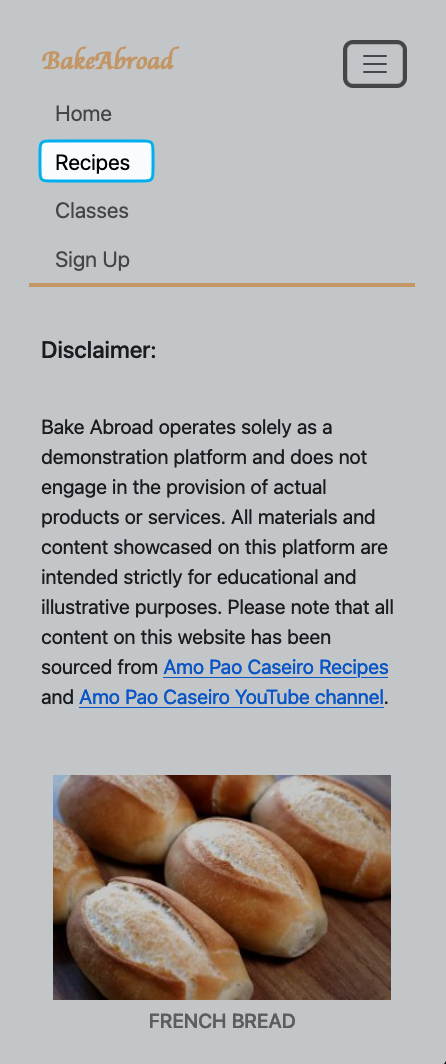 BakeAbroad
Home
Recipes
Classes
Sign Up
Disclaimer:
Bake Abroad operates solely as a
demonstration platform and does not
engage in the provision of actual
products or services. All materials and
content showcased on this platform are
intended strictly for educational and
illustrative purposes. Please note that all
content on this website has been
sourced from Amo Pao Caseiro Recipes
and Amo Pao Caseiro YouTube channel.
FRENCH BREAD